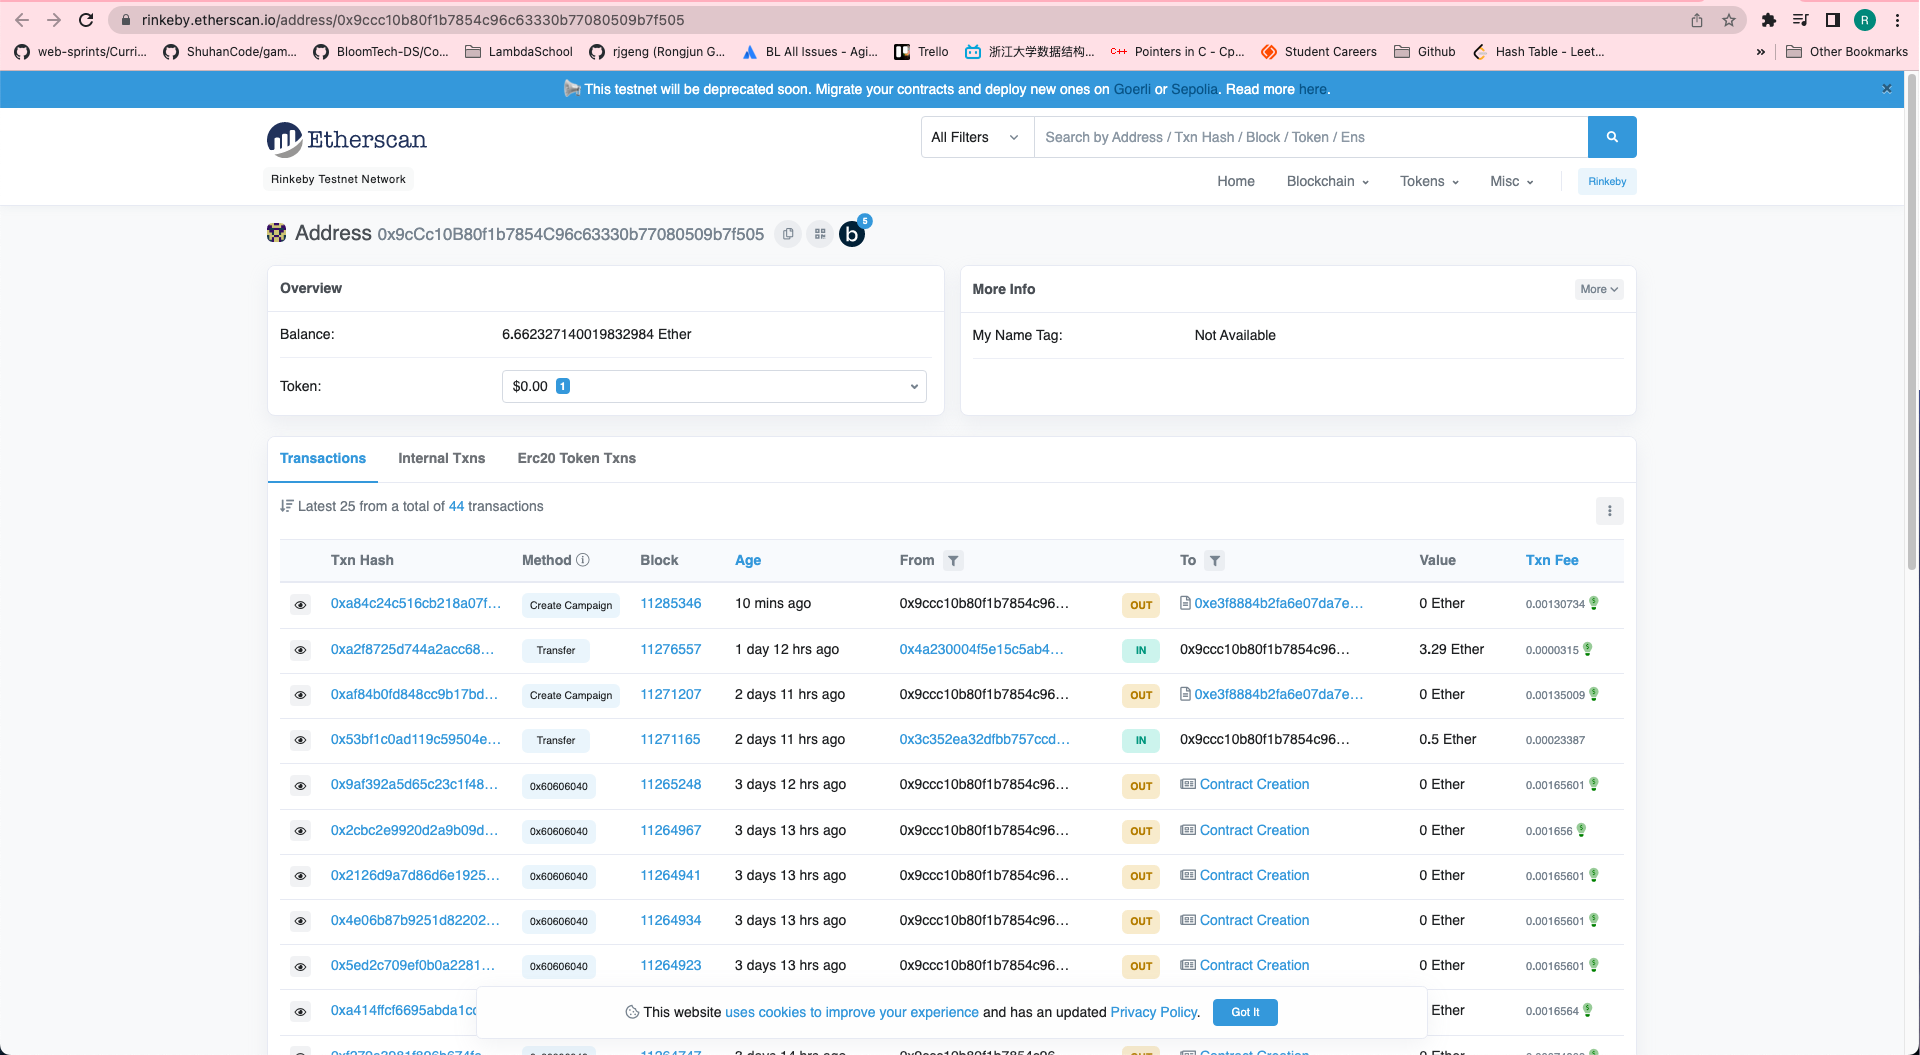 rinkeby.etherscan.io/address/0x9ccc10b80f1b7854c96c63330b77080509b7f505
R
web-sprints/Curri... ShuhanCode/gam... BloomTech-DS/Co... LambdaSchool rjgeng (Rongjun G... BL All Issues - Agi... Trello 浙江大学数据结构... C++ Pointers in C - Cp... Student Careers Github Hash Table - Leet... » Other Bookmarks
This testnet will be deprecated soon. Migrate your contracts and deploy new ones on Goerli or Sepolia. Read more here.
Etherscan
All Filters Search by Address / Txn Hash / Block / Token / Ens
Rinkeby Testnet Network
Home Blockchain Tokens Misc Rinkeby
Address 0x9cCc10B80f1b7854C96c63330b77080509b7f505 b 5
Overview
Balance: 6.662327140019832984 Ether
Token: $0.00 1
More Info More
My Name Tag: Not Available
Transactions Internal Txns Erc20 Token Txns
Latest 25 from a total of 44 transactions
Txn Hash Method Block Age From To Value Txn Fee
0xa84c24c516cb218a07f... Create Campaign 11285346 10 mins ago 0x9ccc10b80f1b7854c96... OUT 0xe3f8884b2fa6e07da7e... 0 Ether 0.00130734
0xa2f8725d744a2acc68... Transfer 11276557 1 day 12 hrs ago 0x4a230004f5e15c5ab4... IN 0x9ccc10b80f1b7854c96... 3.29 Ether 0.0000315
0xaf84b0fd848cc9b17bd... Create Campaign 11271207 2 days 11 hrs ago 0x9ccc10b80f1b7854c96... OUT 0xe3f8884b2fa6e07da7e... 0 Ether 0.00135009
0x53bf1c0ad119c59504e... Transfer 11271165 2 days 11 hrs ago 0x3c352ea32dfbb757ccd... IN 0x9ccc10b80f1b7854c96... 0.5 Ether 0.00023387
0x9af392a5d65c23c1f48... 0x60606040 11265248 3 days 12 hrs ago 0x9ccc10b80f1b7854c96... OUT Contract Creation 0 Ether 0.00165601
0x2cbc2e9920d2a9b09d... 0x60606040 11264967 3 days 13 hrs ago 0x9ccc10b80f1b7854c96... OUT Contract Creation 0 Ether 0.001656
0x2126d9a7d86d6e1925... 0x60606040 11264941 3 days 13 hrs ago 0x9ccc10b80f1b7854c96... OUT Contract Creation 0 Ether 0.00165601
0x4e06b87b9251d82202... 0x60606040 11264934 3 days 13 hrs ago 0x9ccc10b80f1b7854c96... OUT Contract Creation 0 Ether 0.00165601
0x5ed2c709ef0b0a2281... 0x60606040 11264923 3 days 13 hrs ago 0x9ccc10b80f1b7854c96... OUT Contract Creation 0 Ether 0.00165601
0xa414ffcf6695abda1cc Ether 0.0016564
This website uses cookies to improve your experience and has an updated Privacy Policy. Got It